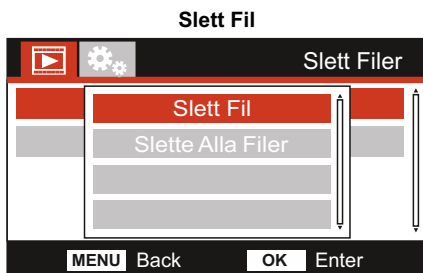 Slett Fil
Slett Filer
Slett Fil
Slette Alla Filer
MENU Back OK Enter